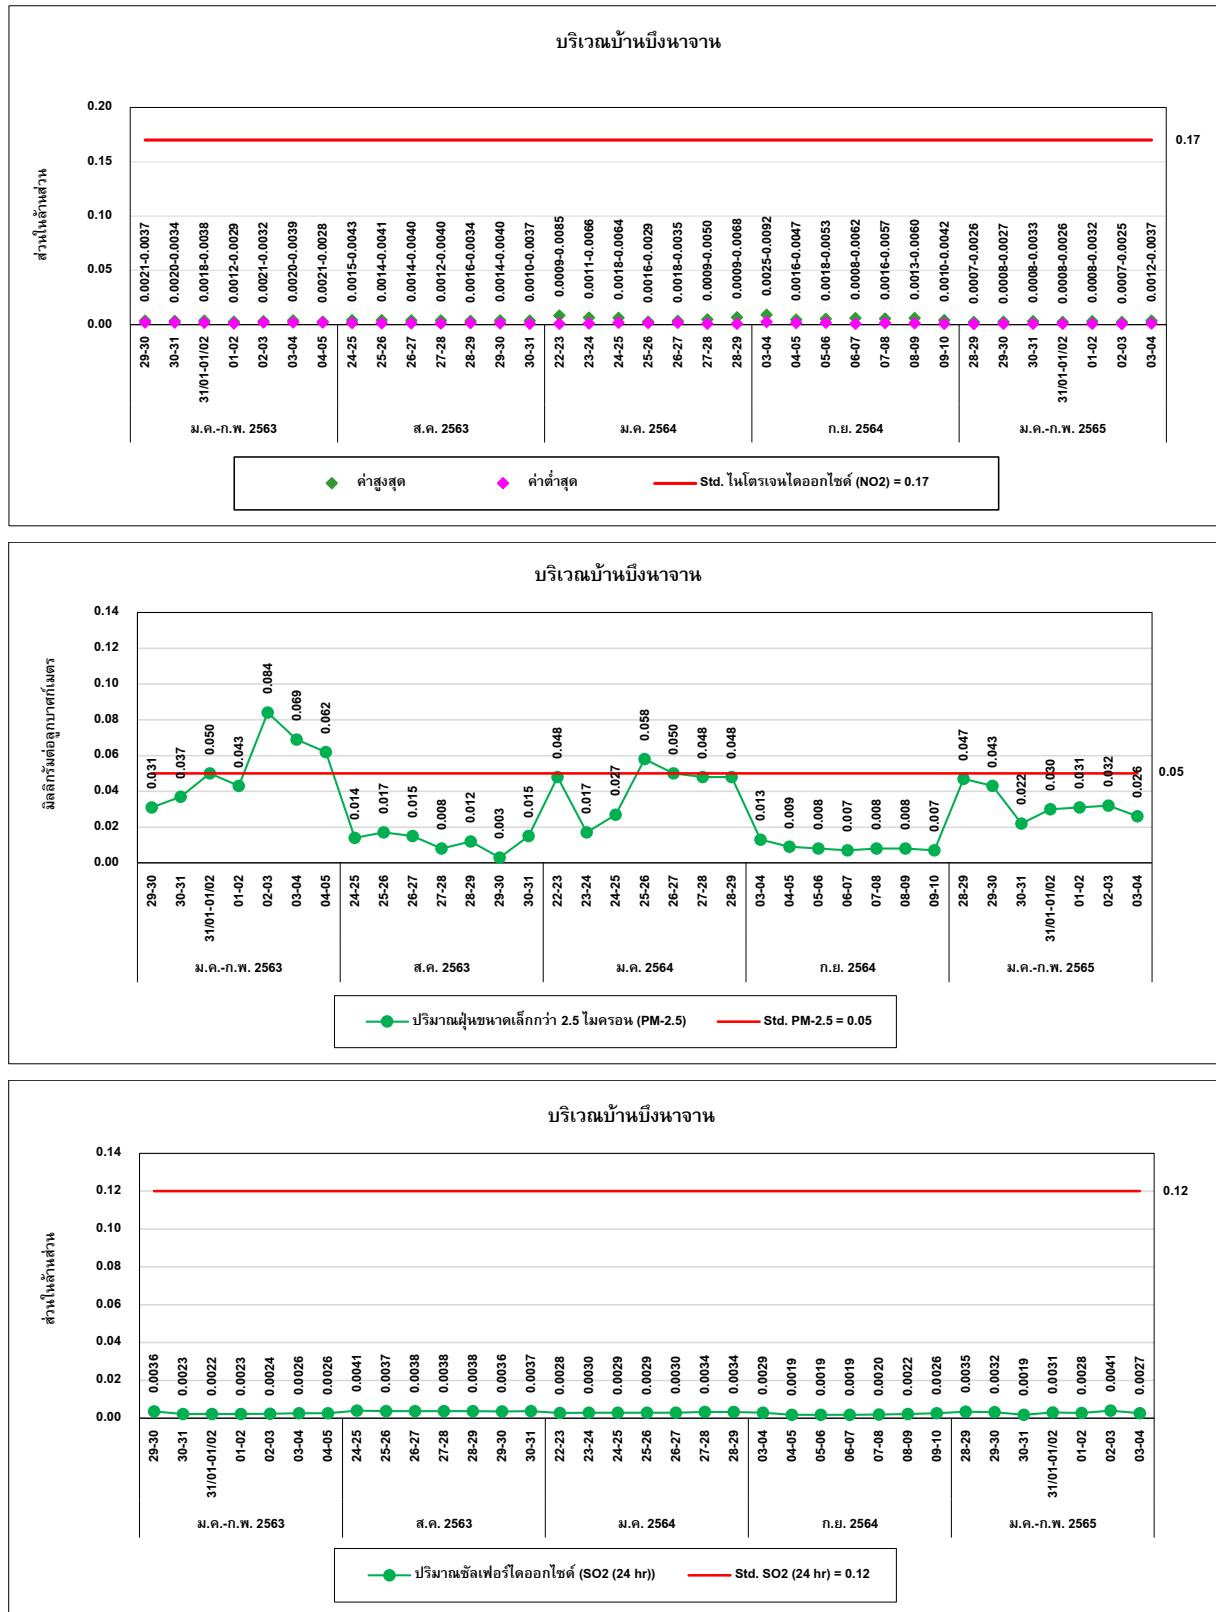 บริเวณบ้านบึงนาจาน
ส่วนในล้านส่วน
0.20
0.15
0.10
0.05
0.00
0.17
0.0021-0.0037 0.0020-0.0034 0.0018-0.0038 0.0012-0.0029 0.0021-0.0032 0.0020-0.0039 0.0021-0.0028 0.0015-0.0043 0.0014-0.0041 0.0014-0.0040 0.0012-0.0040 0.0016-0.0034 0.0014-0.0040 0.0010-0.0037 0.0009-0.0085 0.0011-0.0066 0.0018-0.0064 0.0016-0.0029 0.0018-0.0035 0.0009-0.0050 0.0009-0.0068 0.0025-0.0092 0.0016-0.0047 0.0018-0.0053 0.0008-0.0062 0.0016-0.0057 0.0013-0.0060 0.0010-0.0042 0.0007-0.0026 0.0008-0.0027 0.0008-0.0033 0.0008-0.0026 0.0008-0.0032 0.0007-0.0025 0.0012-0.0037
29-30 30-31 31/01-01/02 01-02 02-03 03-04 04-05 24-25 25-26 26-27 27-28 28-29 29-30 30-31 22-23 23-24 24-25 25-26 26-27 27-28 28-29 03-04 04-05 05-06 06-07 07-08 08-09 09-10 28-29 29-30 30-31 31/01-01/02 01-02 02-03 03-04
ม.ค.-ก.พ. 2563 ส.ค. 2563 ม.ค. 2564 ก.ย. 2564 ม.ค.-ก.พ. 2565
ค่าสูงสุด ค่าต่ำสุด Std. ไนโตรเจนไดออกไซด์ (NO2) = 0.17
บริเวณบ้านบึงนาจาน
มิลลิกรัมต่อลูกบาศก์เมตร
0.14
0.12
0.10
0.08
0.06
0.04
0.02
0.00
0.05
0.031 0.037 0.050 0.043 0.084 0.069 0.062 0.014 0.017 0.015 0.008 0.012 0.003 0.015 0.048 0.017 0.027 0.058 0.050 0.048 0.048 0.013 0.009 0.008 0.007 0.008 0.008 0.007 0.047 0.043 0.022 0.030 0.031 0.032 0.026
29-30 30-31 31/01-01/02 01-02 02-03 03-04 04-05 24-25 25-26 26-27 27-28 28-29 29-30 30-31 22-23 23-24 24-25 25-26 26-27 27-28 28-29 03-04 04-05 05-06 06-07 07-08 08-09 09-10 28-29 29-30 30-31 31/01-01/02 01-02 02-03 03-04
ม.ค.-ก.พ. 2563 ส.ค. 2563 ม.ค. 2564 ก.ย. 2564 ม.ค.-ก.พ. 2565
ปริมาณฝุ่นขนาดเล็กกว่า 2.5 ไมครอน (PM-2.5) Std. PM-2.5 = 0.05
บริเวณบ้านบึงนาจาน
ส่วนในล้านส่วน
0.14
0.12
0.10
0.08
0.06
0.04
0.02
0.00
0.12
0.0036 0.0023 0.0022 0.0023 0.0024 0.0026 0.0026 0.0041 0.0037 0.0038 0.0038 0.0038 0.0036 0.0037 0.0028 0.0030 0.0029 0.0029 0.0030 0.0034 0.0034 0.0029 0.0019 0.0019 0.0019 0.0020 0.0022 0.0026 0.0035 0.0032 0.0019 0.0031 0.0028 0.0041 0.0027
29-30 30-31 31/01-01/02 01-02 02-03 03-04 04-05 24-25 25-26 26-27 27-28 28-29 29-30 30-31 22-23 23-24 24-25 25-26 26-27 27-28 28-29 03-04 04-05 05-06 06-07 07-08 08-09 09-10 28-29 29-30 30-31 31/01-01/02 01-02 02-03 03-04
ม.ค.-ก.พ. 2563 ส.ค. 2563 ม.ค. 2564 ก.ย. 2564 ม.ค.-ก.พ. 2565
ปริมาณซัลเฟอร์ไดออกไซด์ (SO2 (24 hr)) Std. SO2 (24 hr) = 0.12